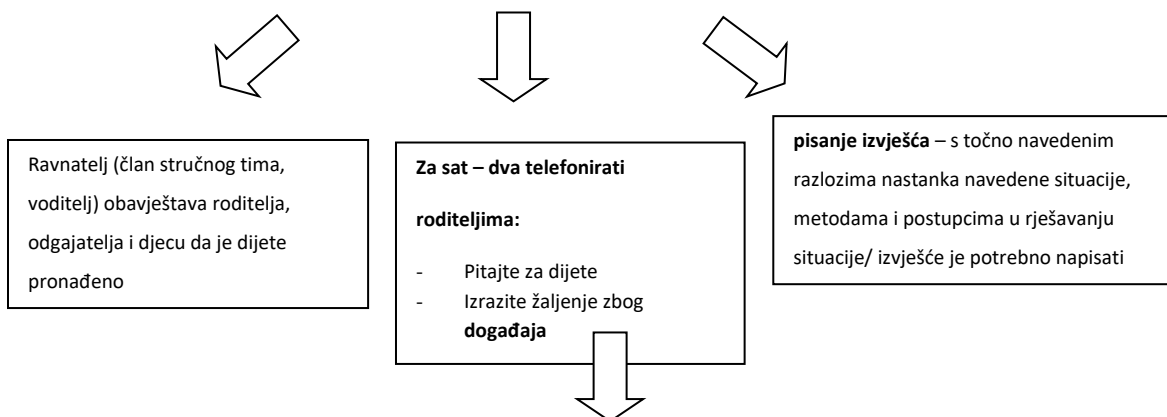 Ravnatelj (član stručnog tima,
voditelj) obavještava roditelja,
odgajatelja i djecu da je dijete
pronađeno
Za sat – dva telefonirati
roditeljima:
- Pitajte za dijete
- Izrazite žaljenje zbog
događaja
pisanje izvješća – s točno navedenim
razlozima nastanka navedene situacije,
metodama i postupcima u rješavanju
situacije/ izvješće je potrebno napisati